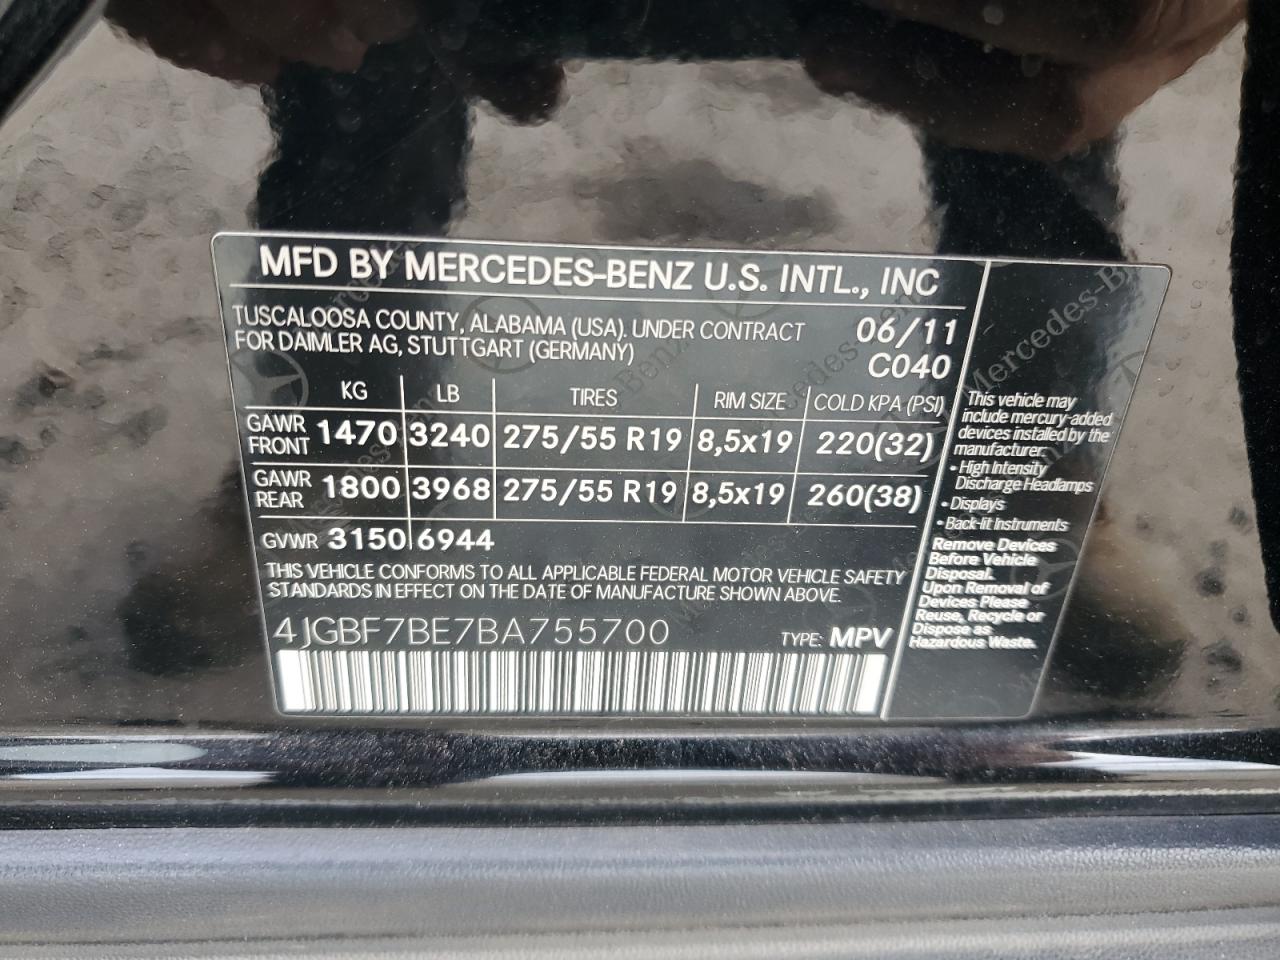 MFD BY MERCEDES-BENZ U.S. INTL., INC
TUSCALOOSA COUNTY, ALABAMA (USA). UNDER CONTRACT
FOR DAIMLER AG, STUTTGART (GERMANY)
06/11
C040
KG LB TIRES RIM SIZE COLD KPA (PSI)
GAWR FRONT 1470 3240 275/55 R19 8,5x19 220(32)
GAWR REAR 1800 3968 275/55 R19 8,5x19 260(38)
GVWR 3150 6944
THIS VEHICLE CONFORMS TO ALL APPLICABLE FEDERAL MOTOR VEHICLE SAFETY
STANDARDS IN EFFECT ON THE DATE OF MANUFACTURE SHOWN ABOVE.
4JGBF7BE7BA755700 TYPE: MPV
This vehicle may
include mercury-added
devices installed by the
manufacturer:
• High Intensity
Discharge Headlamps
• Displays
• Back-lit Instruments
Remove Devices
Before Vehicle
Disposal.
Upon Removal of
Devices Please
Reuse, Recycle or
Dispose as
Hazardous Waste.